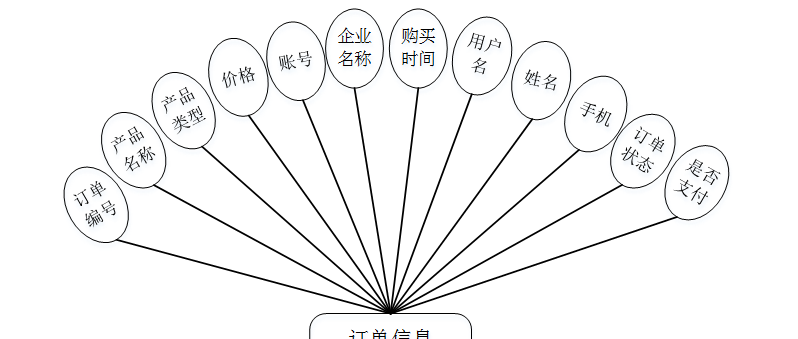 订单
编号
产品
名称
产品
类型
价格
账号
企业
名称
购买
时间
用户
名
姓名
手机
订单
状态
是否
支付
订单信息